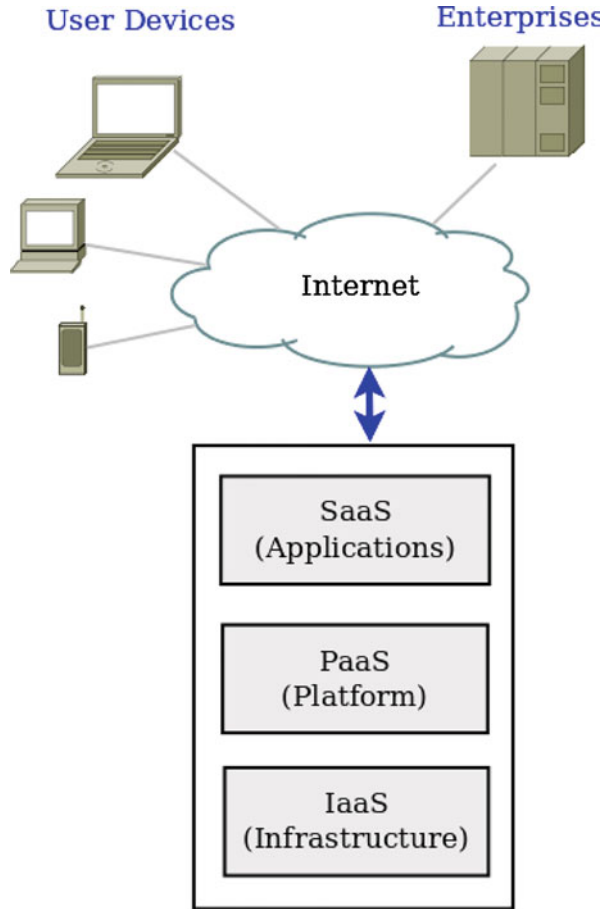 User Devices
Enterprises
Internet
SaaS
(Applications)
PaaS
(Platform)
IaaS
(Infrastructure)